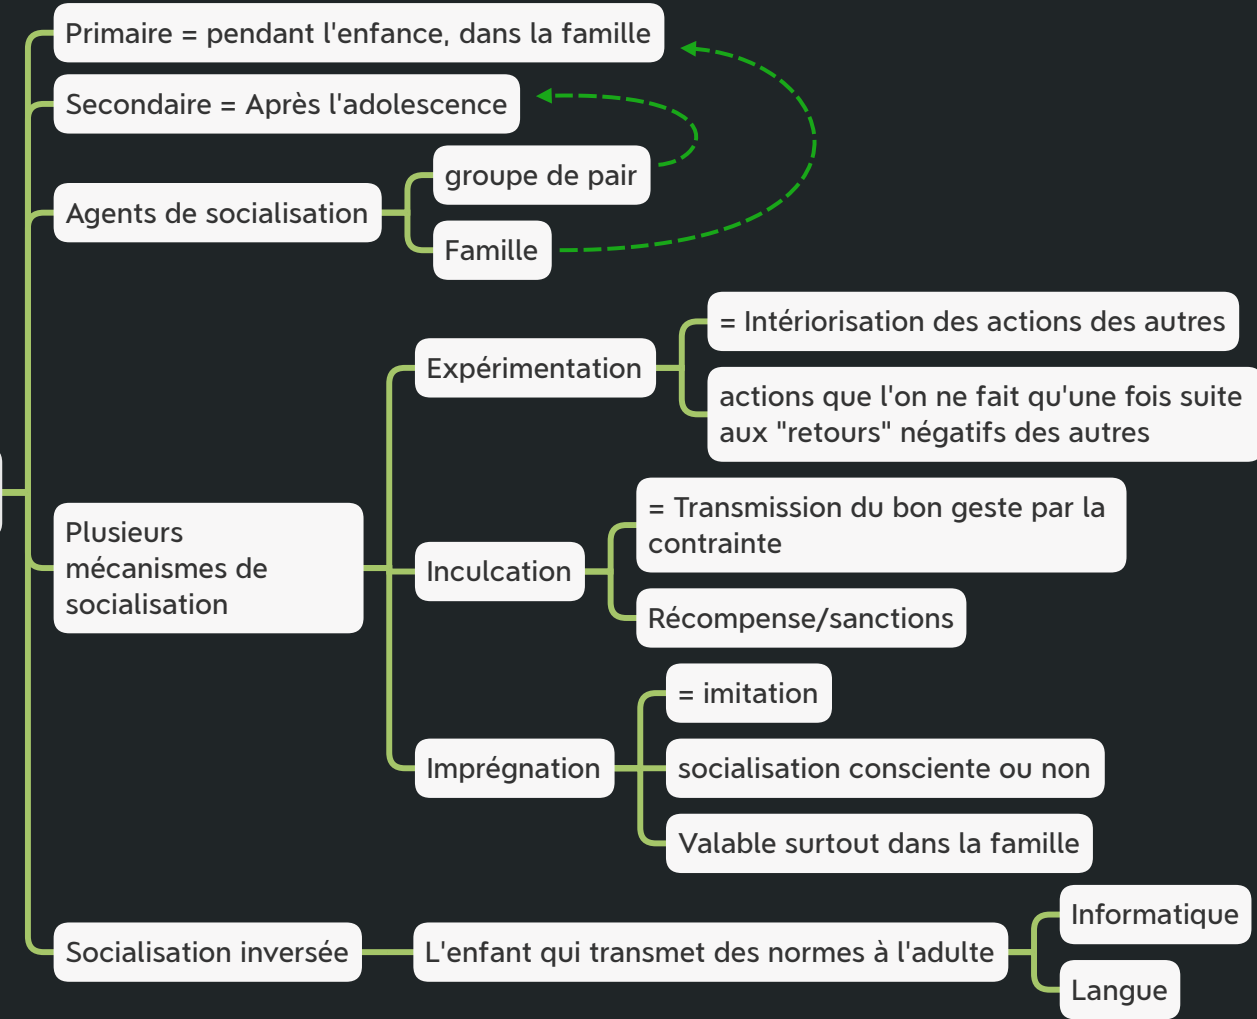 Primaire = pendant l'enfance, dans la famille
Secondaire = Après l'adolescence
Agents de socialisation
groupe de pair
Famille
Plusieurs
mécanismes de
socialisation
Expérimentation
= Intériorisation des actions des autres
actions que l'on ne fait qu'une fois suite
aux "retours" négatifs des autres
Inculcation
= Transmission du bon geste par la
contrainte
Récompense/sanctions
Imprégnation
= imitation
socialisation consciente ou non
Valable surtout dans la famille
Socialisation inversée
L'enfant qui transmet des normes à l'adulte
Informatique
Langue